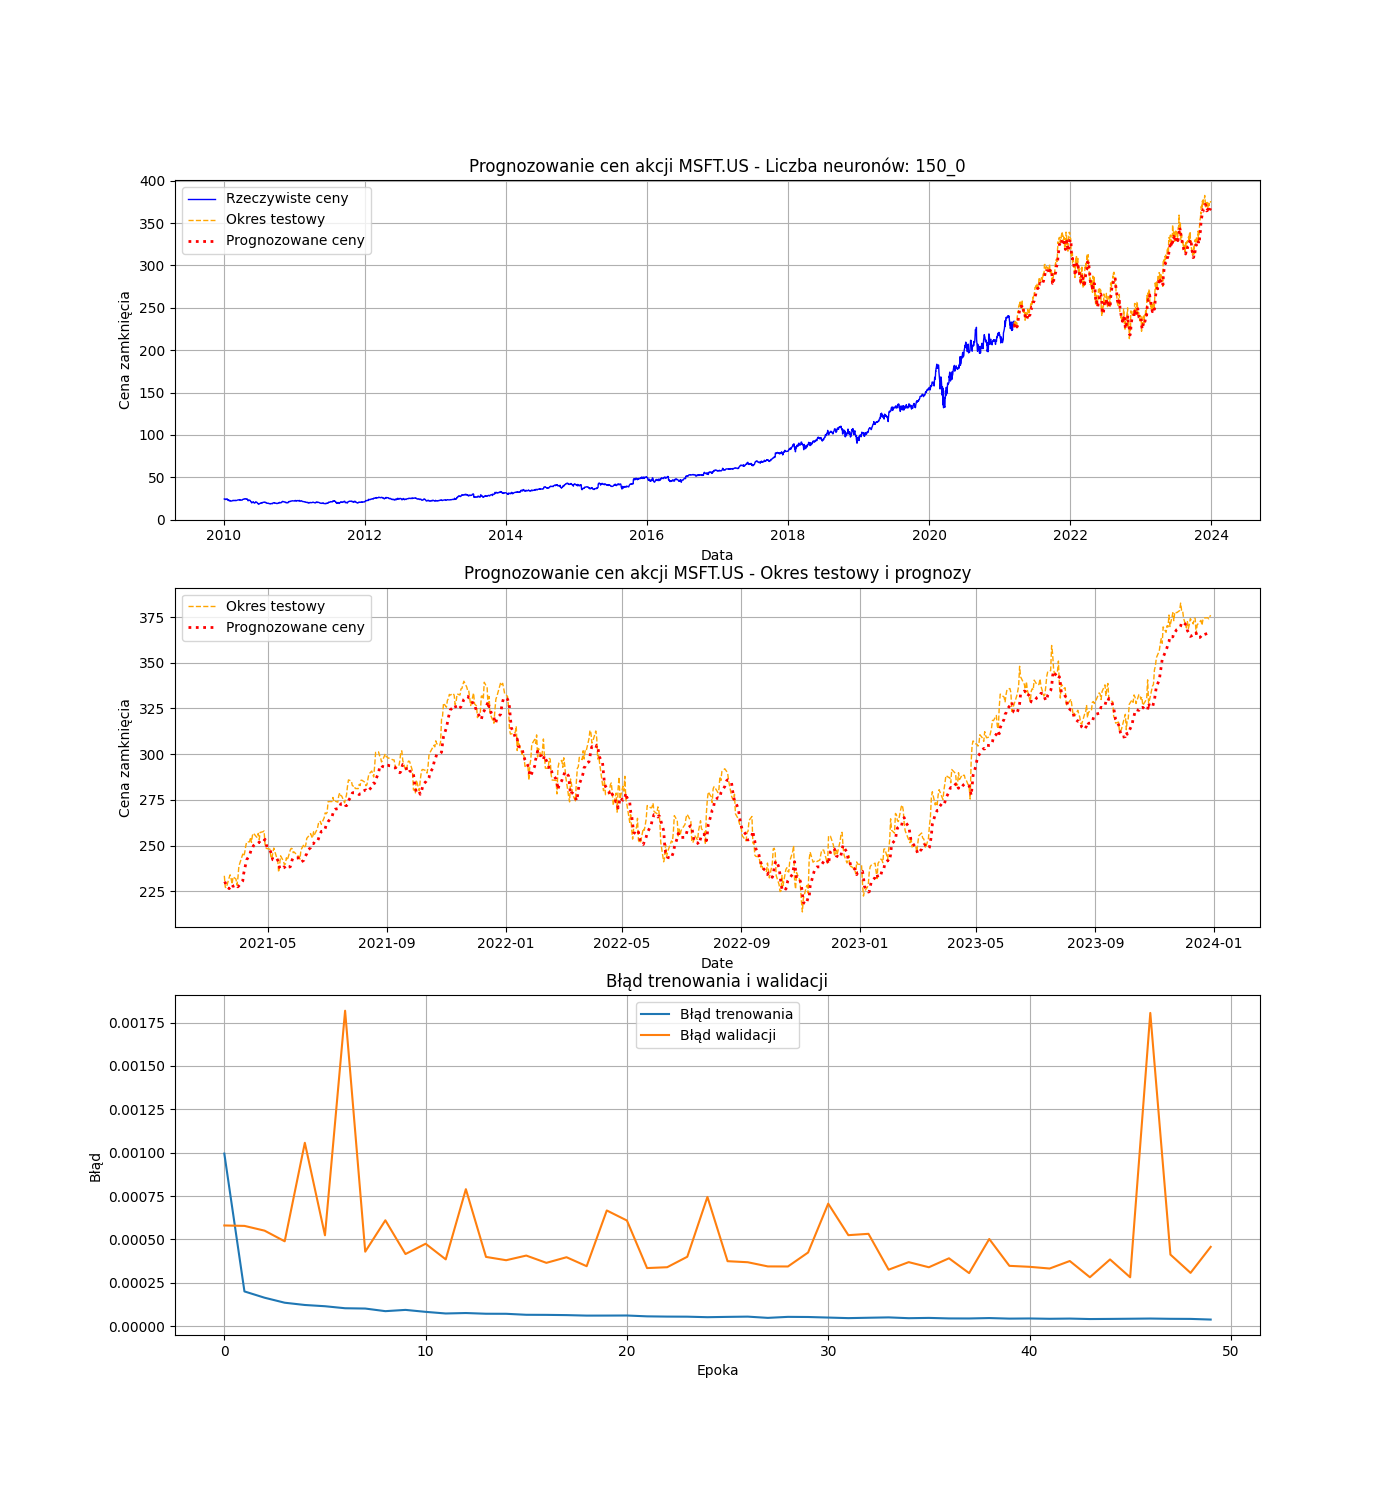 Prognozowanie cen akcji MSFT.US - Liczba neuronów: 150_0
Rzeczywiste ceny
Okres testowy
Prognozowane ceny
Cena zamknięcia
400
350
300
250
200
150
100
50
0
2010 2012 2014 2016 2018 2020 2022 2024
Data
Prognozowanie cen akcji MSFT.US - Okres testowy i prognozy
Okres testowy
Prognozowane ceny
Cena zamknięcia
375
350
325
300
275
250
225
2021-05 2021-09 2022-01 2022-05 2022-09 2023-01 2023-05 2023-09 2024-01
Date
Błąd trenowania i walidacji
Błąd trenowania
Błąd walidacji
Błąd
0.00175
0.00150
0.00125
0.00100
0.00075
0.00050
0.00025
0.00000
0 10 20 30 40 50
Epoka